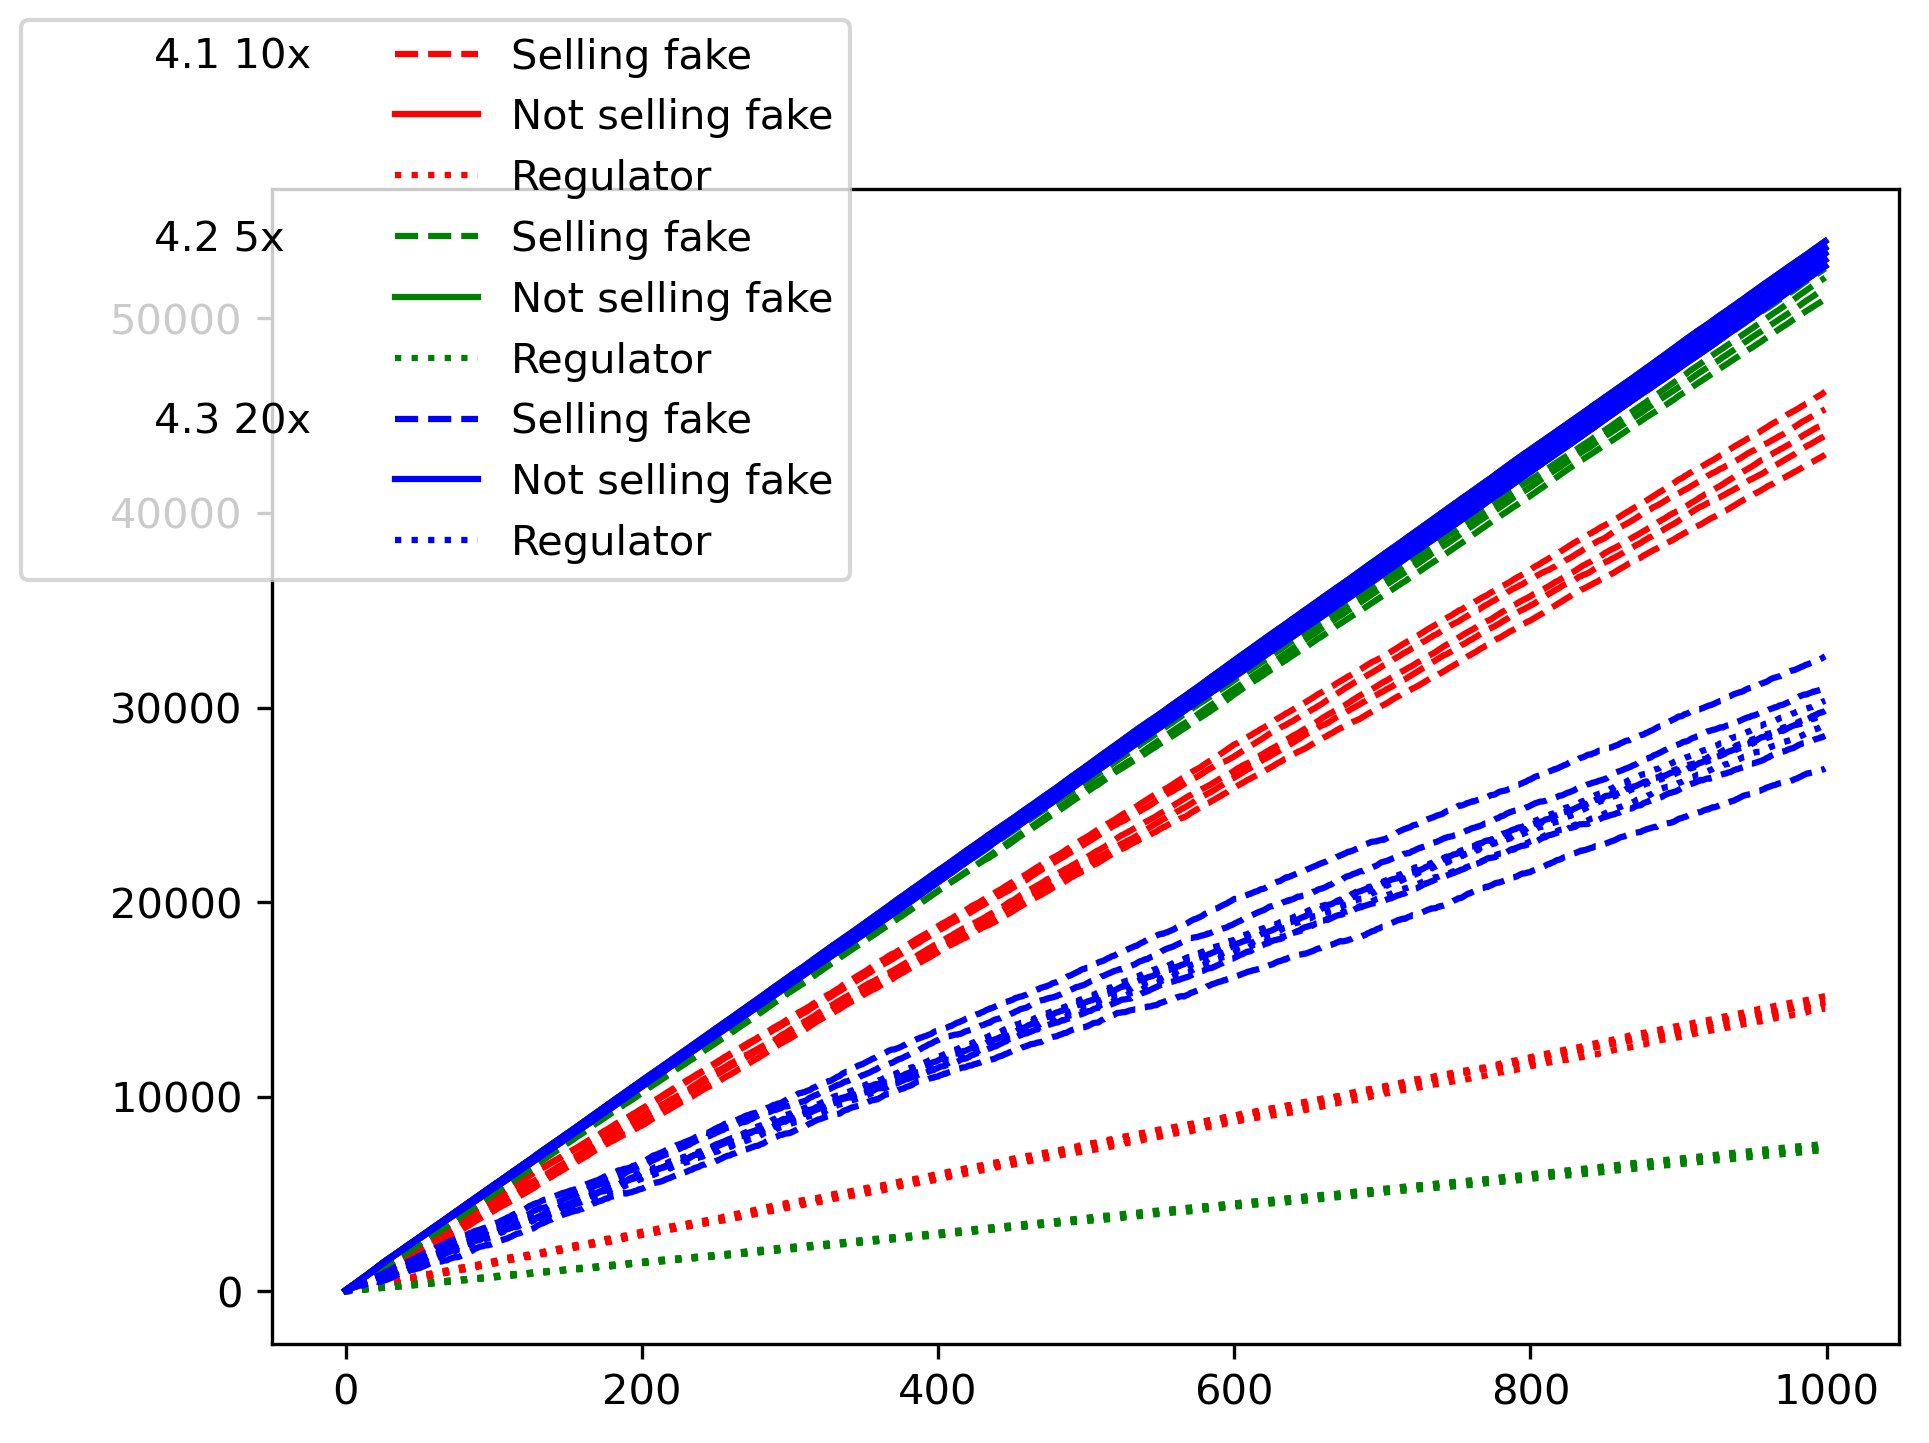 4.1 10x Selling fake
Not selling fake
Regulator
4.2 5x Selling fake
Not selling fake
Regulator
4.3 20x Selling fake
Not selling fake
Regulator
50000
40000
30000
20000
10000
0
0 200 400 600 800 1000